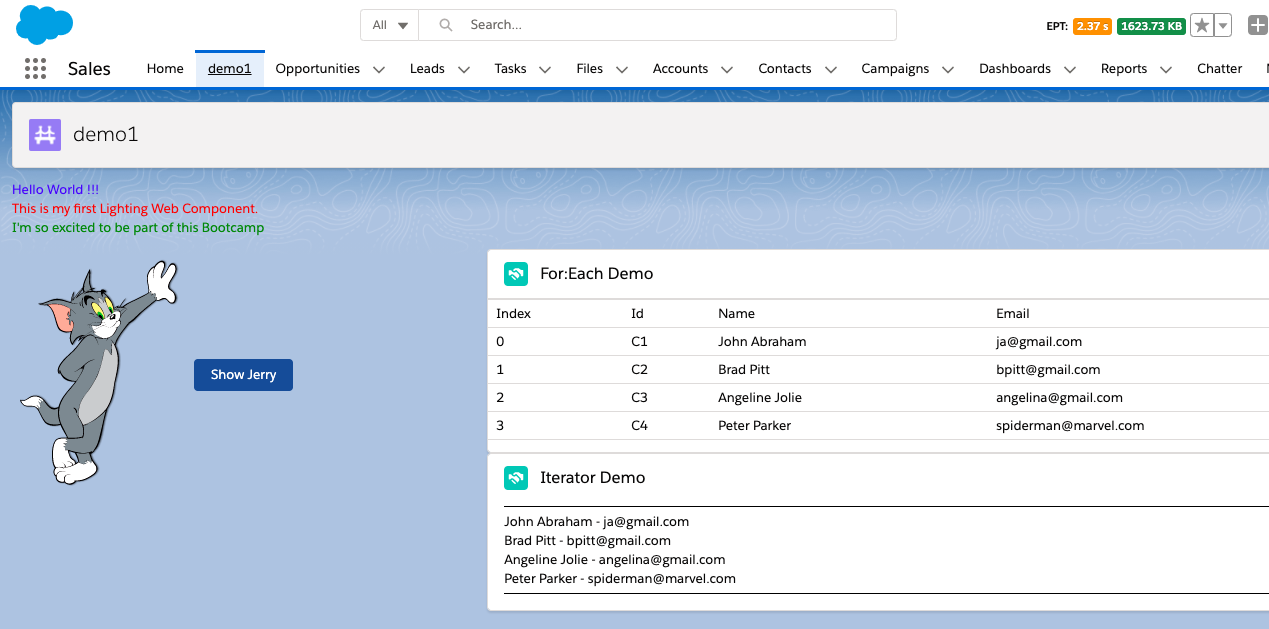 All Search... EPT: 2.37 s 1623.73 KB
Sales Home demo1 Opportunities Leads Tasks Files Accounts Contacts Campaigns Dashboards Reports Chatter
demo1
Hello World !!!
This is my first Lighting Web Component.
I'm so excited to be part of this Bootcamp
Show Jerry
For:Each Demo
Index Id Name Email
0 C1 John Abraham ja@gmail.com
1 C2 Brad Pitt bpitt@gmail.com
2 C3 Angeline Jolie angelina@gmail.com
3 C4 Peter Parker spiderman@marvel.com
Iterator Demo
John Abraham - ja@gmail.com
Brad Pitt - bpitt@gmail.com
Angeline Jolie - angelina@gmail.com
Peter Parker - spiderman@marvel.com